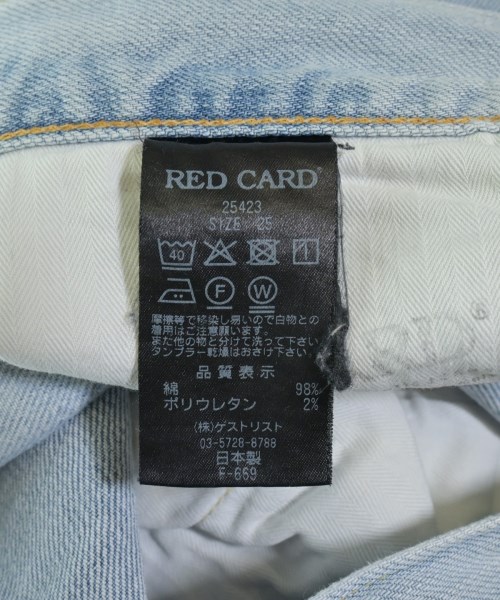 RED CARD
25423
SIZE 25
40
F W
摩擦等で移染し易いので白物との
着用はご注意願います。
また他の物と分けて洗って下さい
タンブラー乾燥はおさけ下さい。
品質表示
綿 98%
ポリウレタン 2%
(株)ゲストリスト
03-5728-8788
日本製
F-669